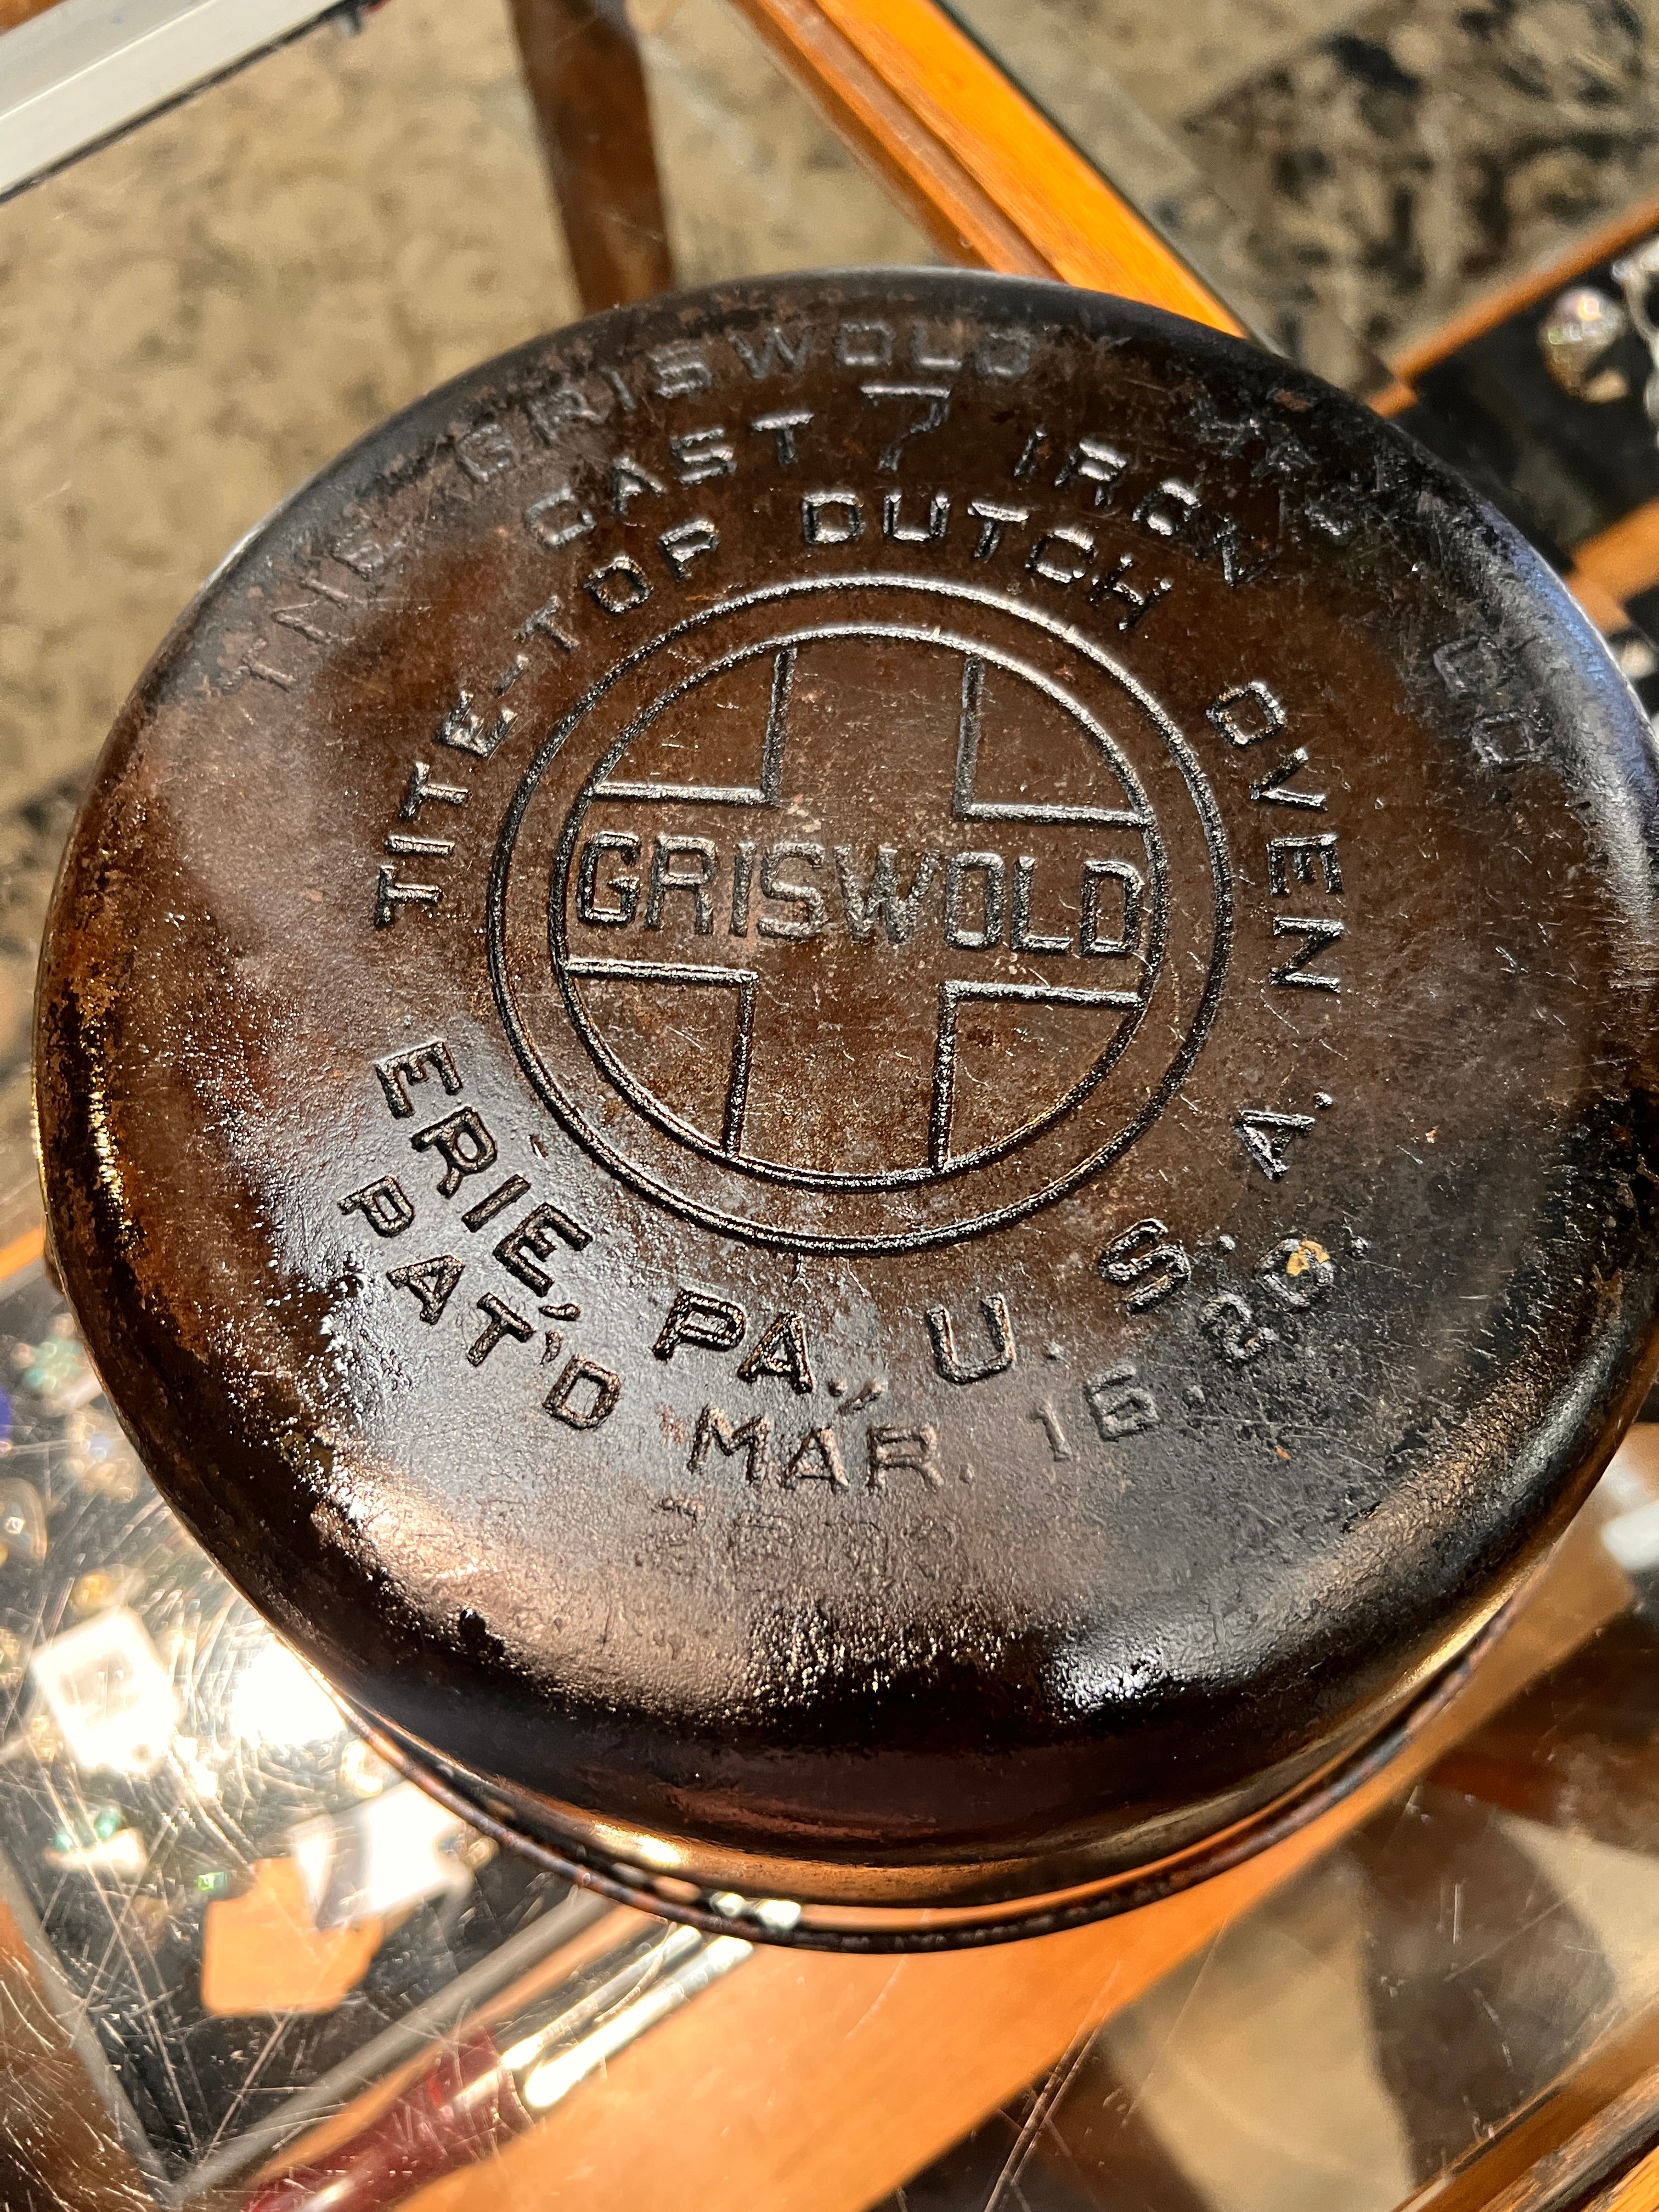 THE GRISWOLD MFG CO
7
CAST IRON
TITE-TOP DUTCH OVEN
GRISWOLD
ERIE, PA., U. S. A.
PAT'D MAR. 16. 20.